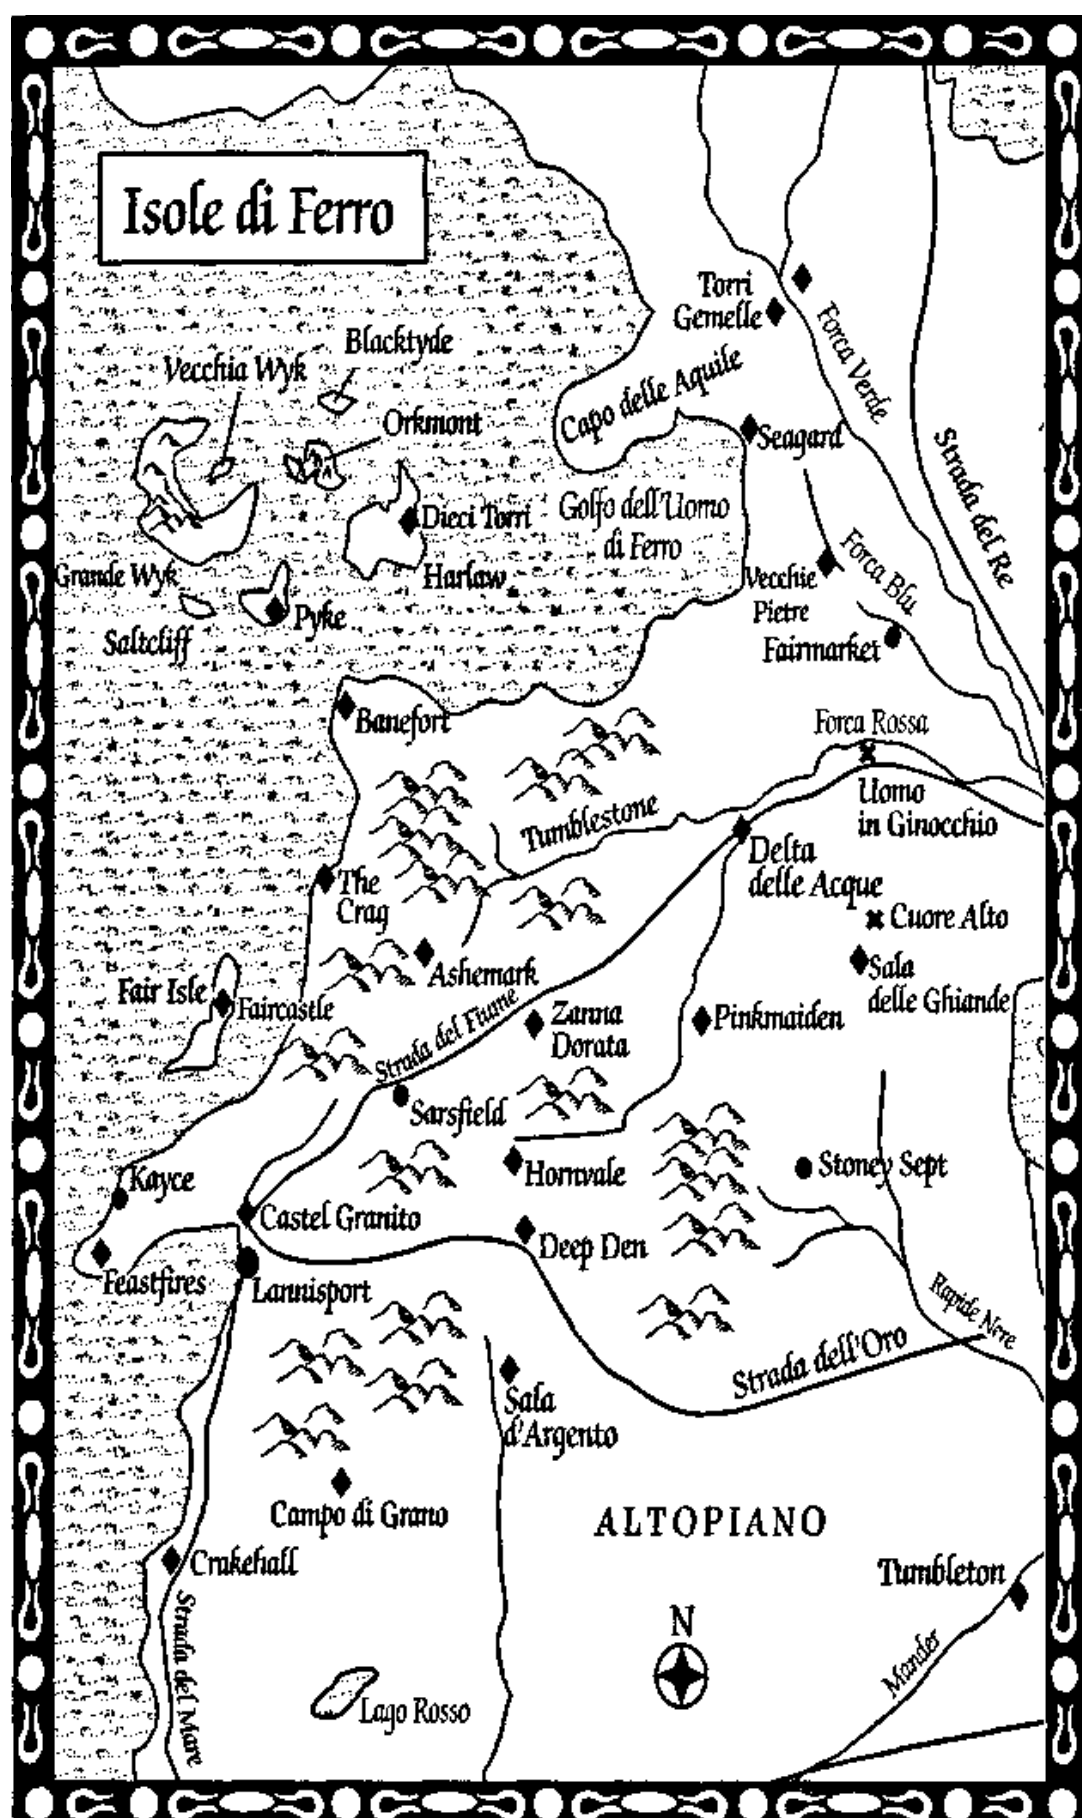 Isole di Ferro
Torri
Gemelle
Forca Verde
Blacktyde
Vecchia Wyk
Capo delle Aquile
Orkmont
Seagard
Strada del Re
Dieci Torri
Golfo dell'Uomo
di Ferro
Forca Blu
Grande Wyk
Harlaw
Vecchie
Pietre
Pyke
Saltcliff
Fairmarket
Banefort
Forca Rossa
Uomo
in Ginocchio
Tumblestone
Delta
delle Acque
The
Crag
Cuore Alto
Ashemark
Sala
delle Ghiande
Fair Isle
Faircastle
Strada del Fiume
Zanna
Dorata
Pinkmaiden
Sarsfield
Stoney Sept
Hornvale
Kayce
Castel Granito
Deep Den
Feastfires
Lannisport
Rapide Nere
Strada dell'Oro
Sala
d'Argento
Campo di Grano
ALTOPIANO
Crakehall
Tumbleton
Strada del Mare
N
Mander
Lago Rosso